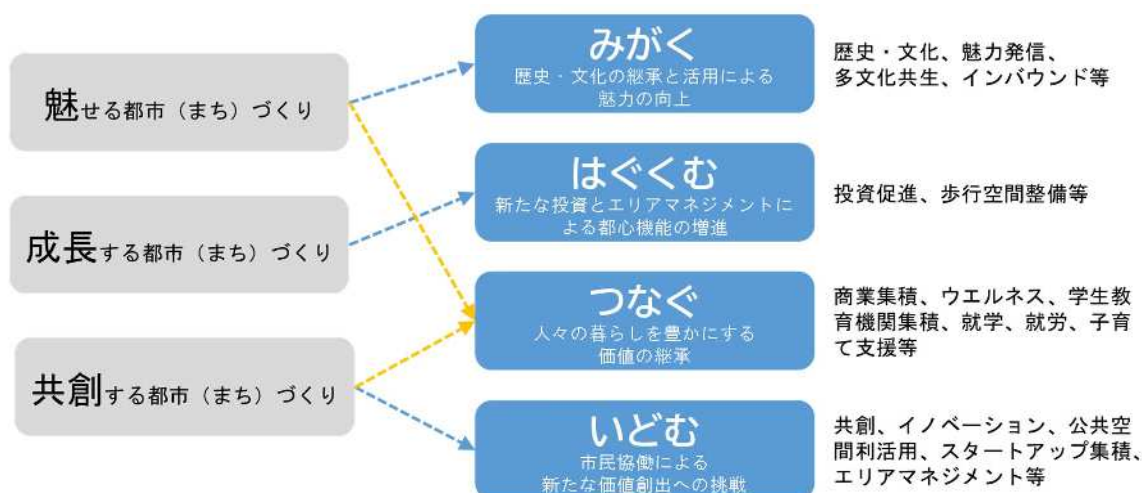 魅せる都市（まち）づくり
成長する都市（まち）づくり
共創する都市（まち）づくり
みがく
歴史・文化の継承と活用による
魅力の向上
歴史・文化、魅力発信、
多文化共生、インバウンド等
はぐくむ
新たな投資とエリアマネジメントに
よる都心機能の増進
投資促進、歩行空間整備等
つなぐ
人々の暮らしを豊かにする
価値の継承
商業集積、ウエルネス、学生教
育機関集積、就学、就労、子育
て支援等
いどむ
市民協働による
新たな価値創出への挑戦
共創、イノベーション、公共空
間利活用、スタートアップ集積、
エリアマネジメント等